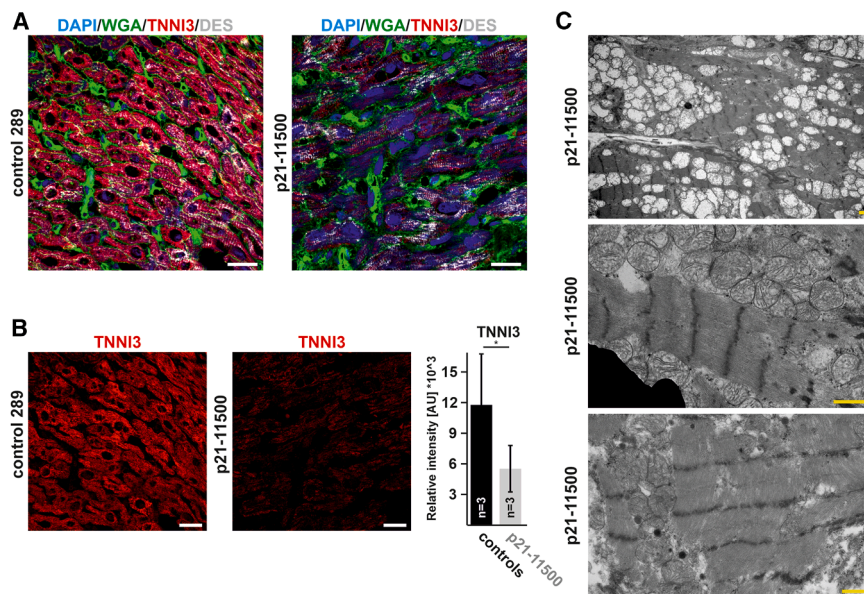 A
DAPI/WGA/TNNI3/DES
DAPI/WGA/TNNI3/DES
control 289
p21-11500
B
TNNI3
TNNI3
control 289
p21-11500
TNNI3
*
Relative intensity [AU] *10^3
15
12
9
6
3
n=3
n=3
controls
p21-11500
C
p21-11500
p21-11500
p21-11500